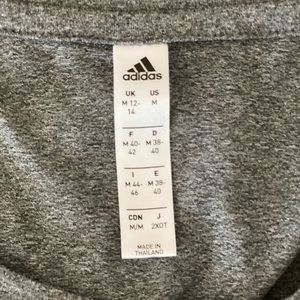 adidas
UK US
M 12- M
14
F D
M 40- M 38-
42 40
I E
M 44- M 38-
46 40
CDN J
M/M 2XOT
MADE IN
THAILAND